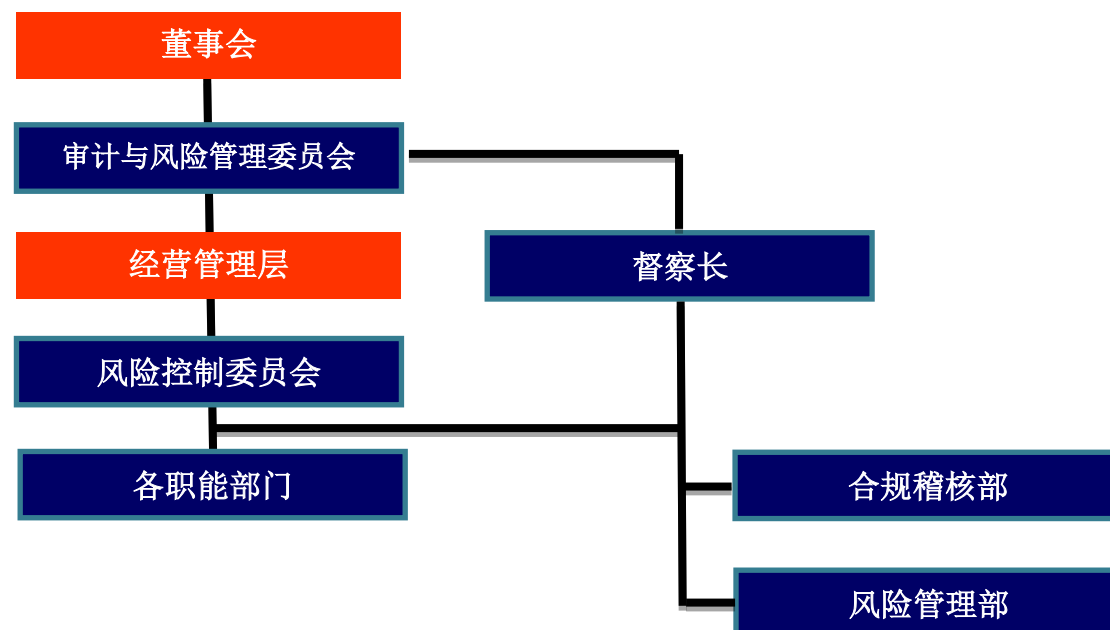 董事会
审计与风险管理委员会
经营管理层
督察长
风险控制委员会
各职能部门
合规稽核部
风险管理部